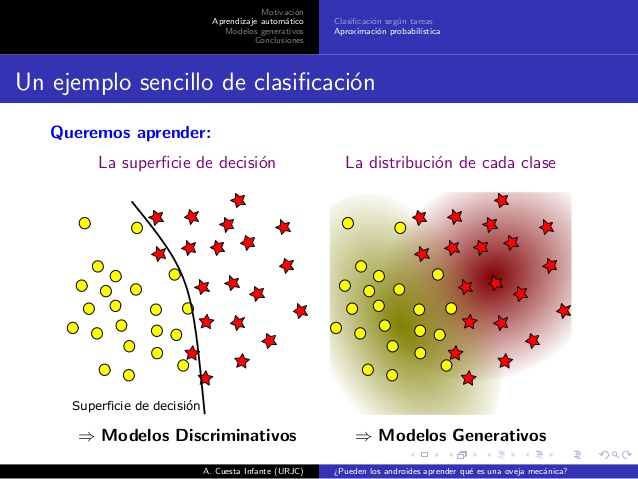 Motivación
Aprendizaje automático
Modelos generativos
Conclusiones
Clasificación según tareas
Aproximación probabilística
Un ejemplo sencillo de clasificación
Queremos aprender:
La superficie de decisión
La distribución de cada clase
Superficie de decisión
⇒ Modelos Discriminativos
⇒ Modelos Generativos
A. Cuesta Infante (URJC)
¿Pueden los androides aprender qué es una oveja mecánica?